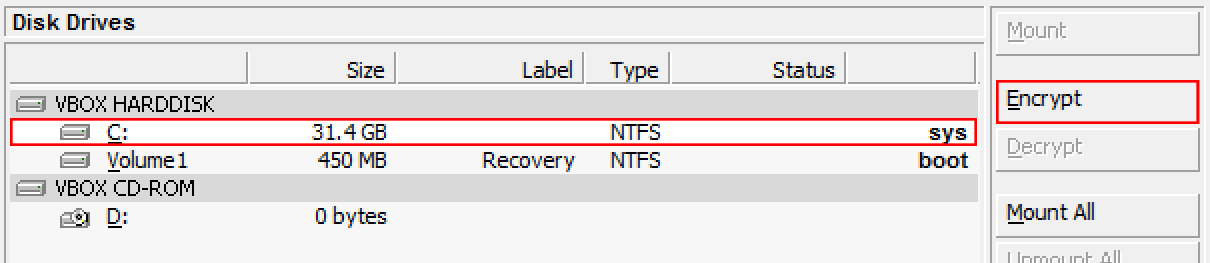 Disk Drives
Size Label Type Status
VBOX HARDDISK
C: 31.4 GB NTFS sys
Volume1 450 MB Recovery NTFS boot
VBOX CD-ROM
D: 0 bytes
Mount
Encrypt
Decrypt
Mount All
Unmount All